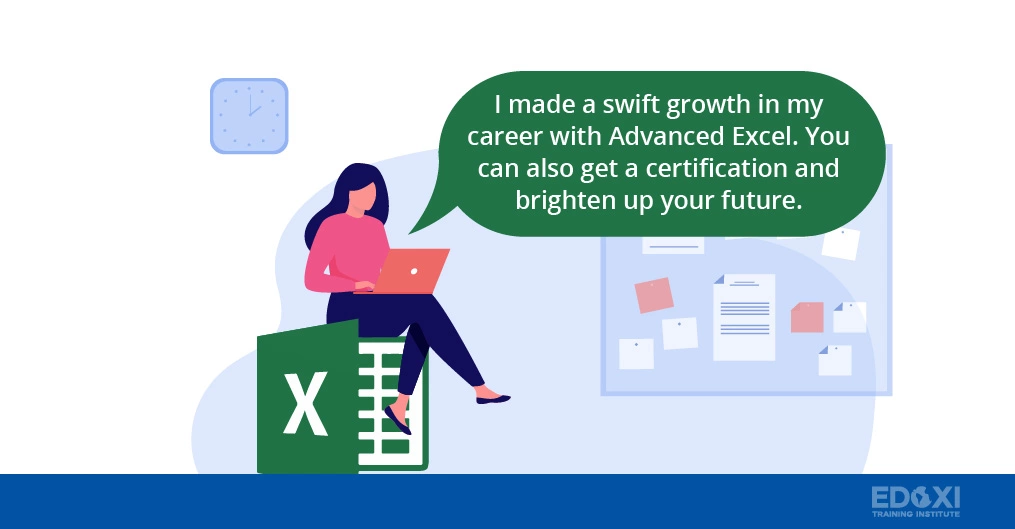 I made a swift growth in my
career with Advanced Excel. You
can also get a certification and
brighten up your future.
X
EDOXI
TRAINING INSTITUTE